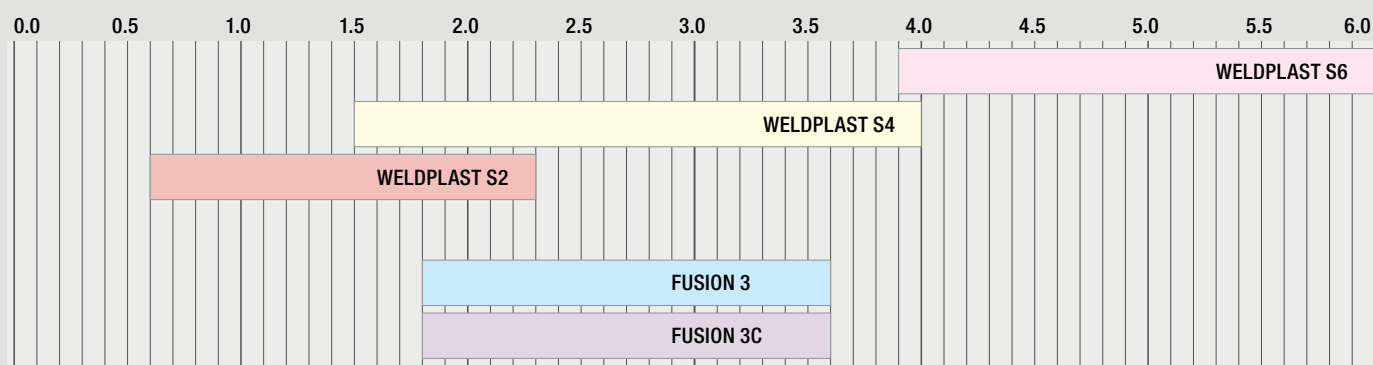 0.0 0.5 1.0 1.5 2.0 2.5 3.0 3.5 4.0 4.5 5.0 5.5 6.0
WELDPLAST S6
WELDPLAST S4
WELDPLAST S2
FUSION 3
FUSION 3C